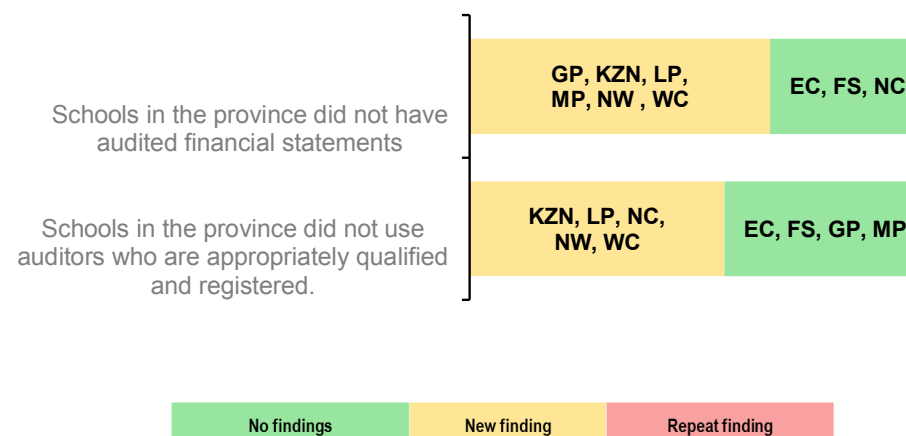 Schools in the province did not have
audited financial statements
GP, KZN, LP,
MP, NW , WC
EC, FS, NC
Schools in the province did not use
auditors who are appropriately qualified
and registered.
KZN, LP, NC,
NW, WC
EC, FS, GP, MP
No findings
New finding
Repeat finding